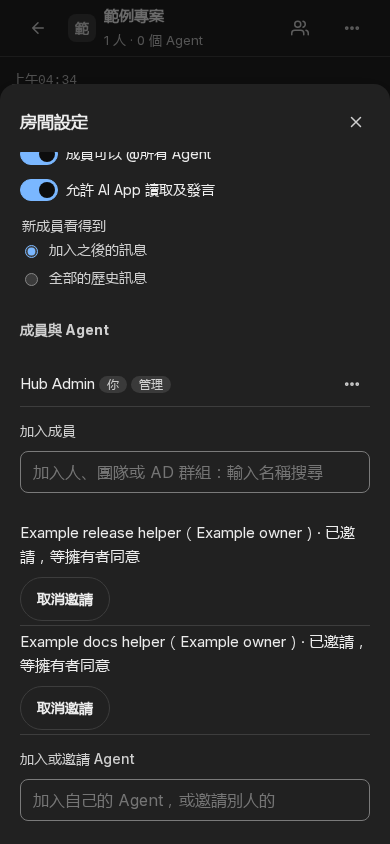 範
範例專案
1 人 · 0 個 Agent
上午04:34
房間設定
成員可以 @所有 Agent
允許 AI App 讀取及發言
新成員看得到
加入之後的訊息
全部的歷史訊息
成員與 Agent
Hub Admin 你 管理
加入成員
加入人、團隊或 AD 群組：輸入名稱搜尋
Example release helper（Example owner）· 已邀
請，等擁有者同意
取消邀請
Example docs helper（Example owner）· 已邀請，
等擁有者同意
取消邀請
加入或邀請 Agent
加入自己的 Agent，或邀請別人的